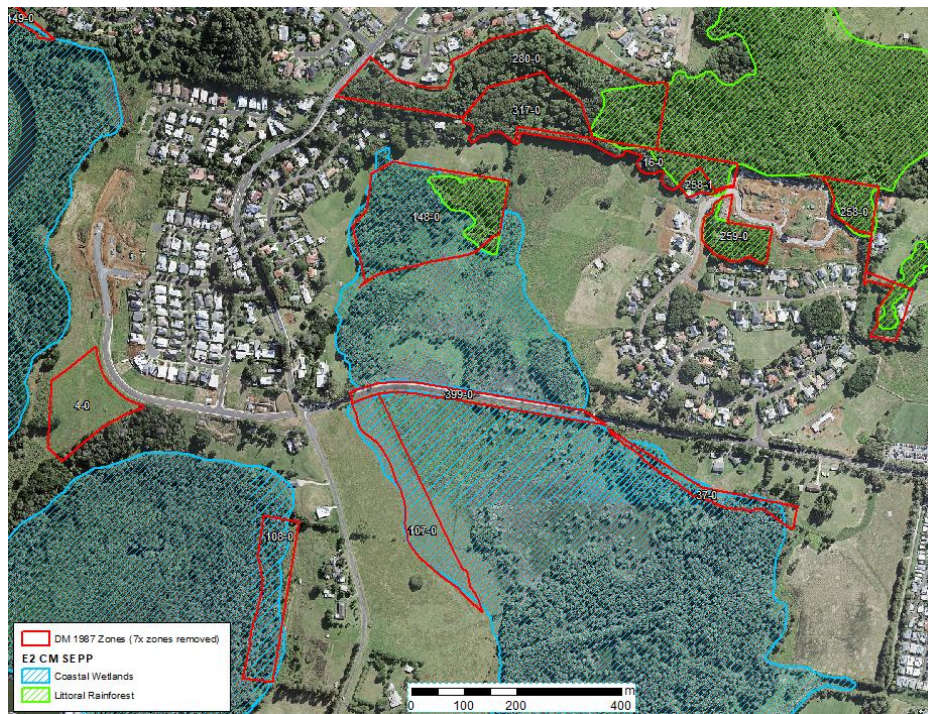 149-0
280-0
317-0
16-0
258-1
148-0
258-0
259-0
399-0
4-0
37-0
107-0
108-0
DM 1987 Zones (7x zones removed)
E2 CM SEPP
Coastal Wetlands
Littoral Rainforest
m
0 100 200 400